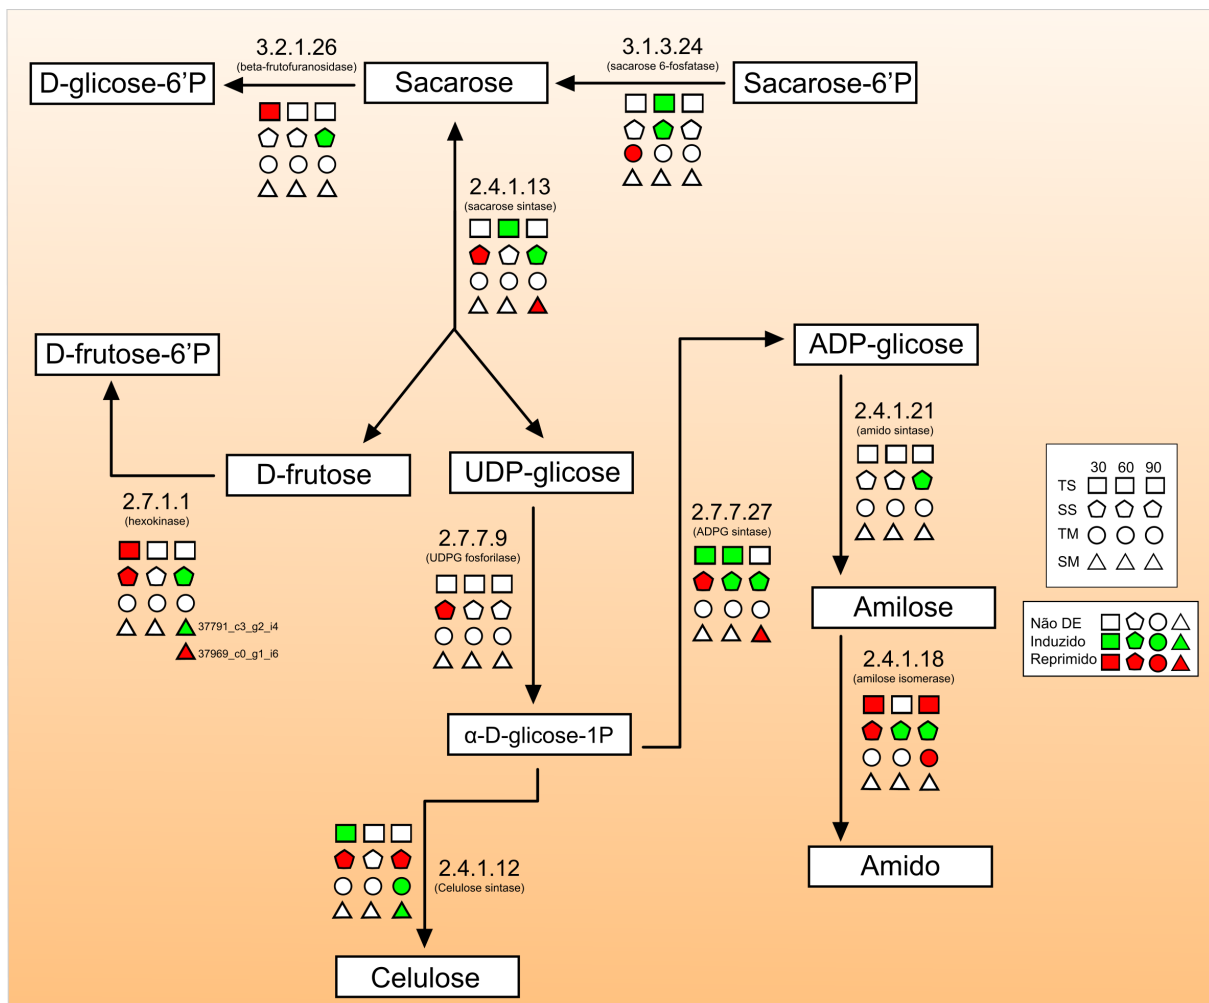 3.2.1.26
(beta-frutofuranosidase)
3.1.3.24
(sacarose 6-fosfatase)
D-glicose-6'P
Sacarose
Sacarose-6'P
2.4.1.13
(sacarose sintase)
D-frutose-6'P
ADP-glicose
2.4.1.21
(amido sintase)
D-frutose
UDP-glicose
2.7.1.1
(hexokinase)
37791_c3_g2_i4
37969_c0_g1_i6
2.7.7.9
(UDPG fosforilase)
2.7.7.27
(ADPG sintase)
30 60 90
TS
SS
TM
SM
Amilose
Não DE
Induzido
Reprimido
2.4.1.18
(amilose isomerase)
α-D-glicose-1P
2.4.1.12
(Celulose sintase)
Amido
Celulose